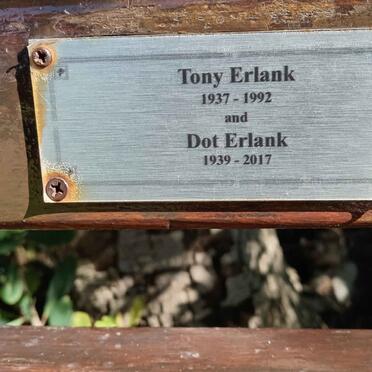 Tony Erlank
1937 - 1992
and
Dot Erlank
1939 - 2017